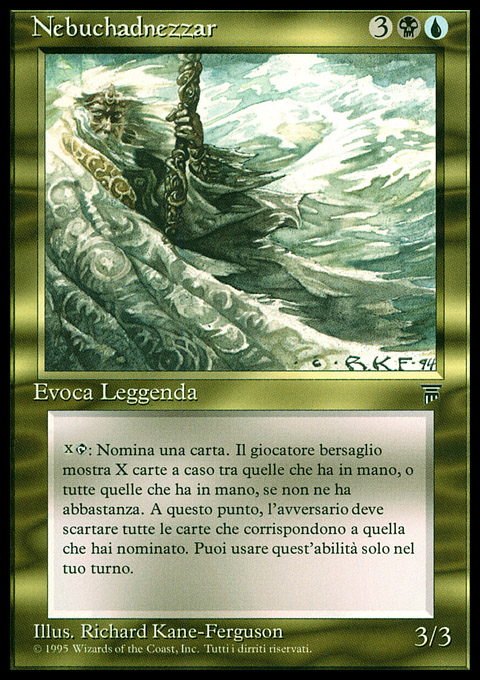 Nebuchadnezzar 3
R.K.F. 94
Evoca Leggenda
X: Nomina una carta. Il giocatore bersaglio
mostra X carte a caso tra quelle che ha in mano, o
tutte quelle che ha in mano, se non ne ha
abbastanza. A questo punto, l'avversario deve
scartare tutte le carte che corrispondono a quella
che hai nominato. Puoi usare quest'abilità solo nel
tuo turno.
Illus. Richard Kane-Ferguson
3/3
© 1995 Wizards of the Coast, Inc. Tutti i dirriti riservati.